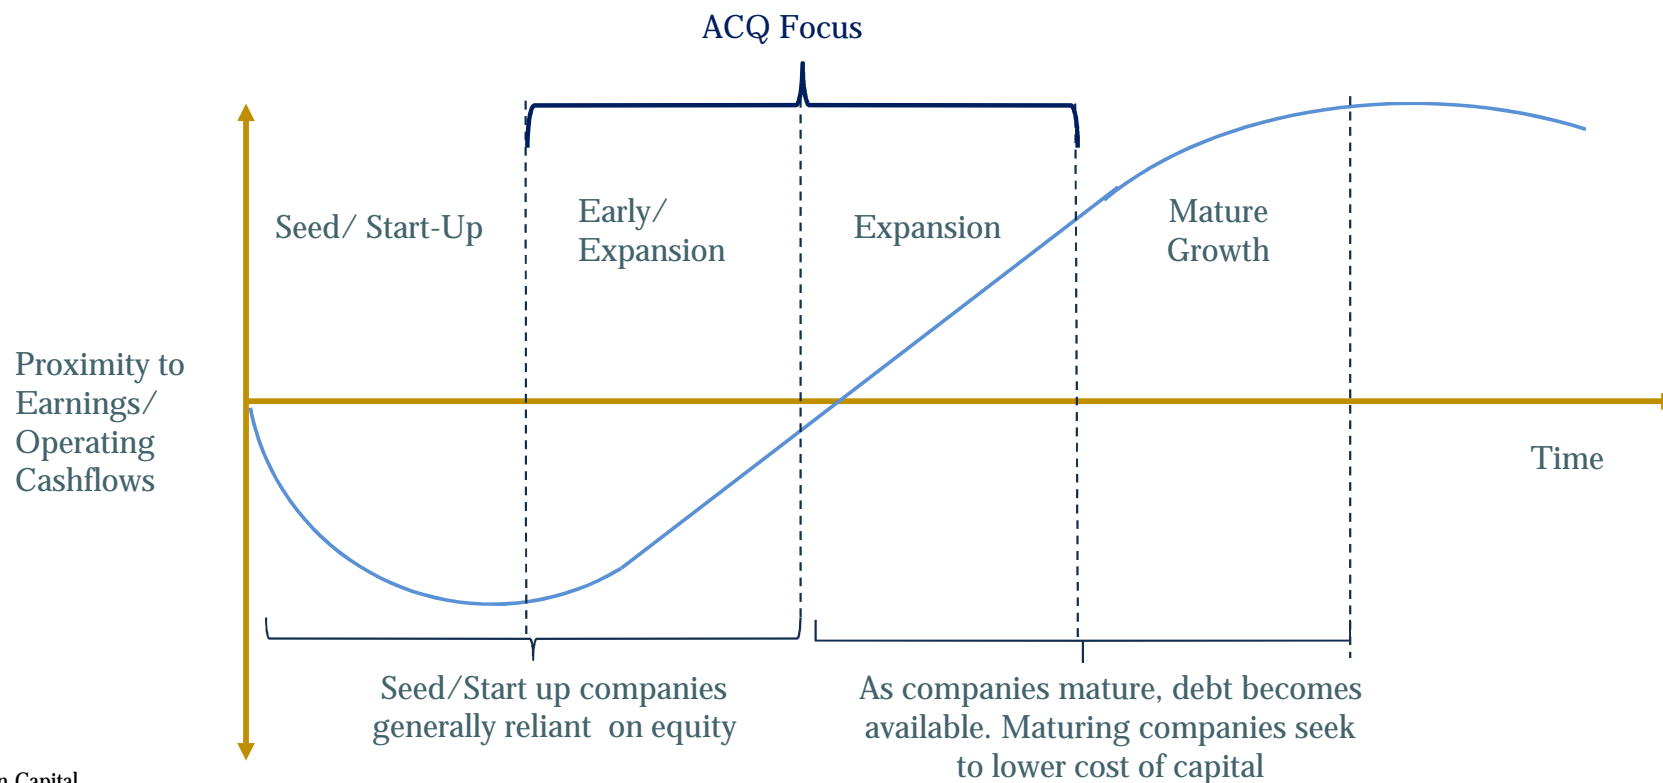 ACQ Focus
Seed/ Start-Up
Early/
Expansion
Expansion
Mature
Growth
Proximity to
Earnings/
Operating
Cashflows
Time
Seed/Start up companies
generally reliant  on equity
As companies mature, debt becomes
available. Maturing companies seek
to lower cost of capital
Capital